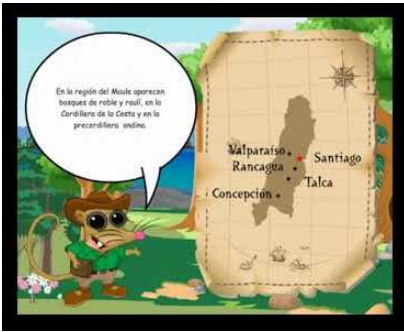 En la región del Maule aparecen
bosques de roble y raulí, en la
Cordillera de la Costa y en la
precordillera andina.
Valparaíso
Santiago
Rancagua
Talca
Concepción